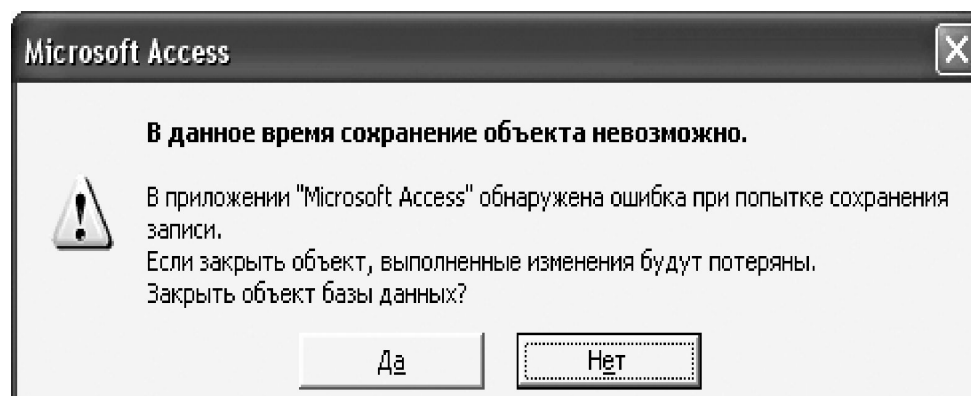 Microsoft Access
В данное время сохранение объекта невозможно.
В приложении "Microsoft Access" обнаружена ошибка при попытке сохранения
записи.
Если закрыть объект, выполненные изменения будут потеряны.
Закрыть объект базы данных?
Да
Нет